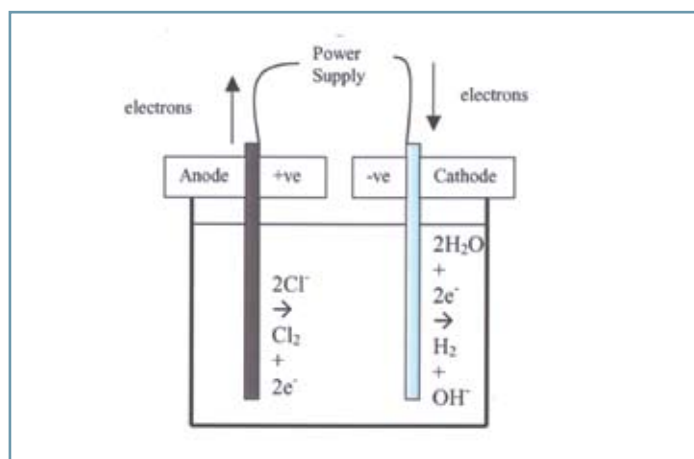 Power
Supply
electrons
electrons
Anode
+ve
-ve
Cathode
2Cl⁻
→
Cl₂
+
2e⁻
2H₂O
+
2e⁻
→
H₂
+
OH⁻